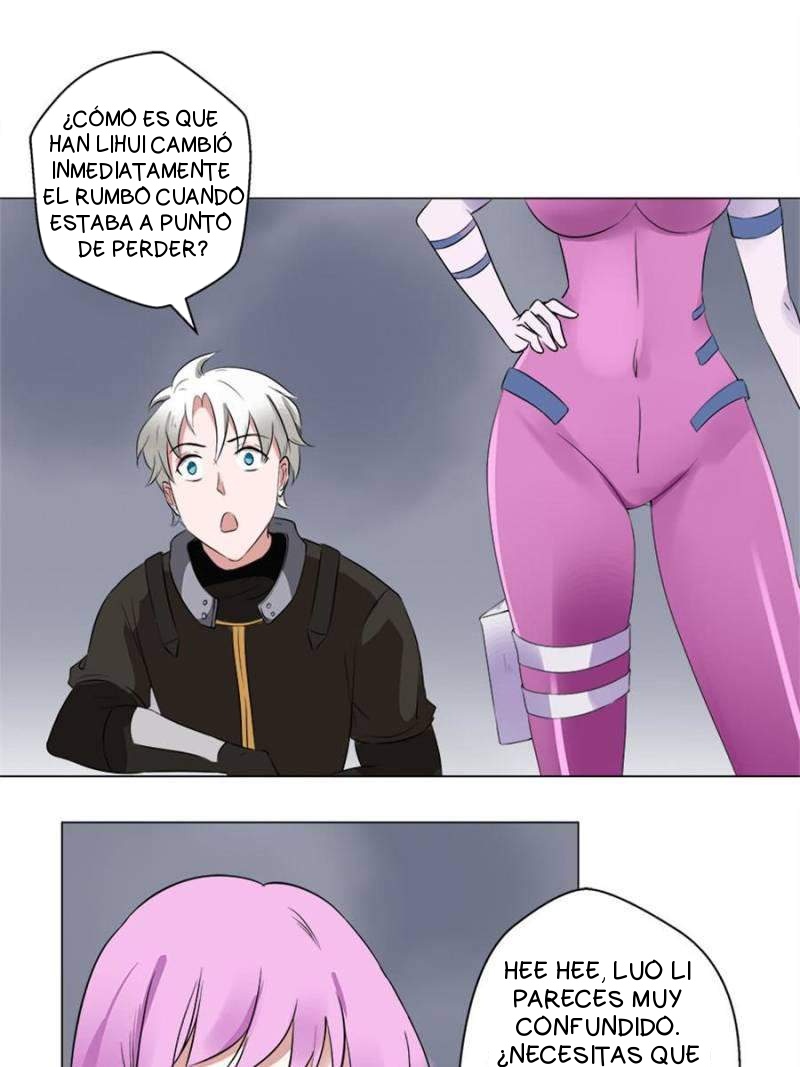 ¿CÓMO ES QUE
HAN LIHUI CAMBIÓ
INMEDIATAMENTE
EL RUMBO CUANDO
ESTABA A PUNTO
DE PERDER?
HEE HEE, LUO LI
PARECES MUY
CONFUNDIDO.
¿NECESITAS QUE